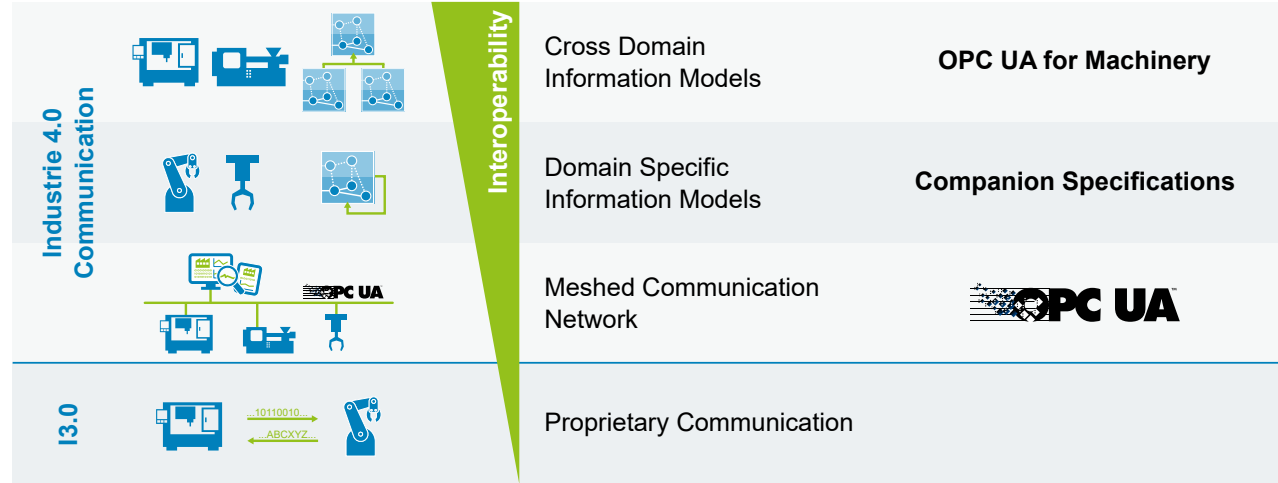 Industrie 4.0
Communication
Interoperability
Cross Domain
Information Models
OPC UA for Machinery
Domain Specific
Information Models
Companion Specifications
OPC UA
Meshed Communication
Network
OPC UA™
I3.0
...10110010...
...ABCXYZ...
Proprietary Communication